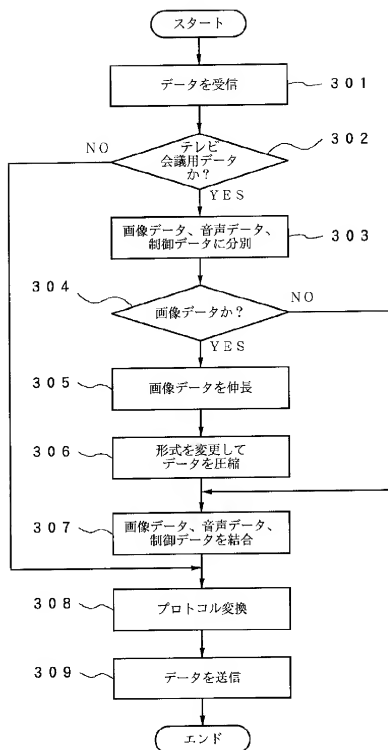 スタート
データを受信
301
テレビ
会議用データ
か?
302
NO
YES
画像データ、音声データ、
制御データに分別
303
304
画像データか?
NO
YES
305
画像データを伸長
306
形式を変更して
データを圧縮
307
画像データ、音声データ、
制御データを結合
308
プロトコル変換
309
データを送信
エンド